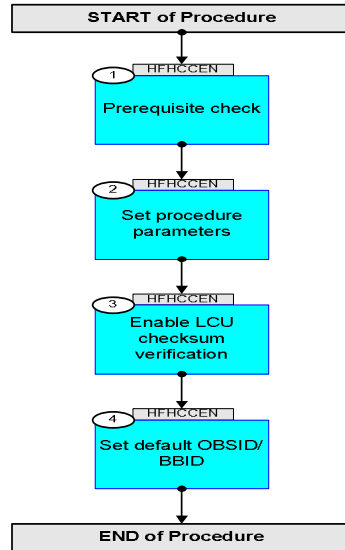 START of Procedure
HFHCCEN
1
Prerequisite check
HFHCCEN
2
Set procedure
parameters
HFHCCEN
3
Enable LCU
checksum
verification
HFHCCEN
4
Set default OBSID/
BBID
END of Procedure